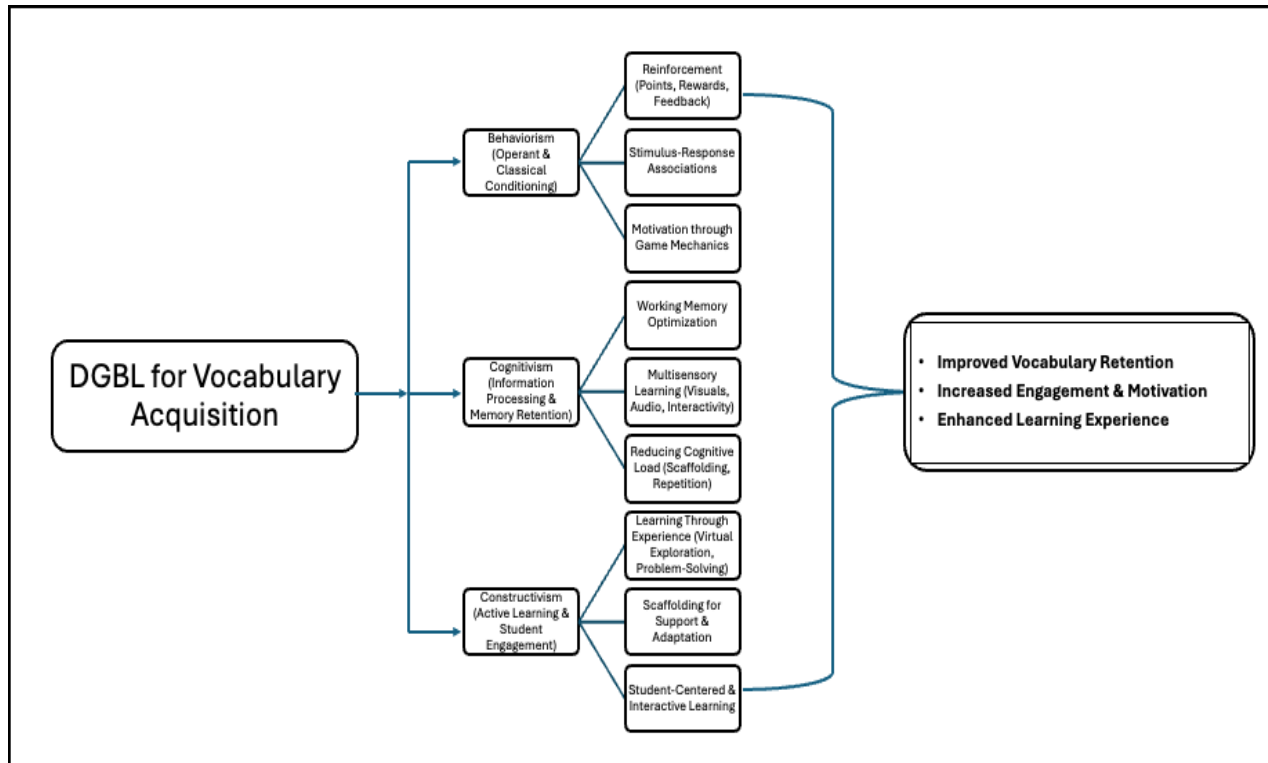 DGBL for Vocabulary
Acquisition
Behaviorism
(Operant &
Classical
Conditioning)
Reinforcement
(Points, Rewards,
Feedback)
Stimulus-Response
Associations
Motivation through
Game Mechanics
Cognitivism
(Information
Processing &
Memory Retention)
Working Memory
Optimization
Multisensory
Learning (Visuals,
Audio, Interactivity)
Reducing Cognitive
Load (Scaffolding,
Repetition)
Constructivism
(Active Learning &
Student
Engagement)
Learning Through
Experience (Virtual
Exploration,
Problem-Solving)
Scaffolding for
Support &
Adaptation
Student-Centered &
Interactive Learning
• Improved Vocabulary Retention
• Increased Engagement & Motivation
• Enhanced Learning Experience